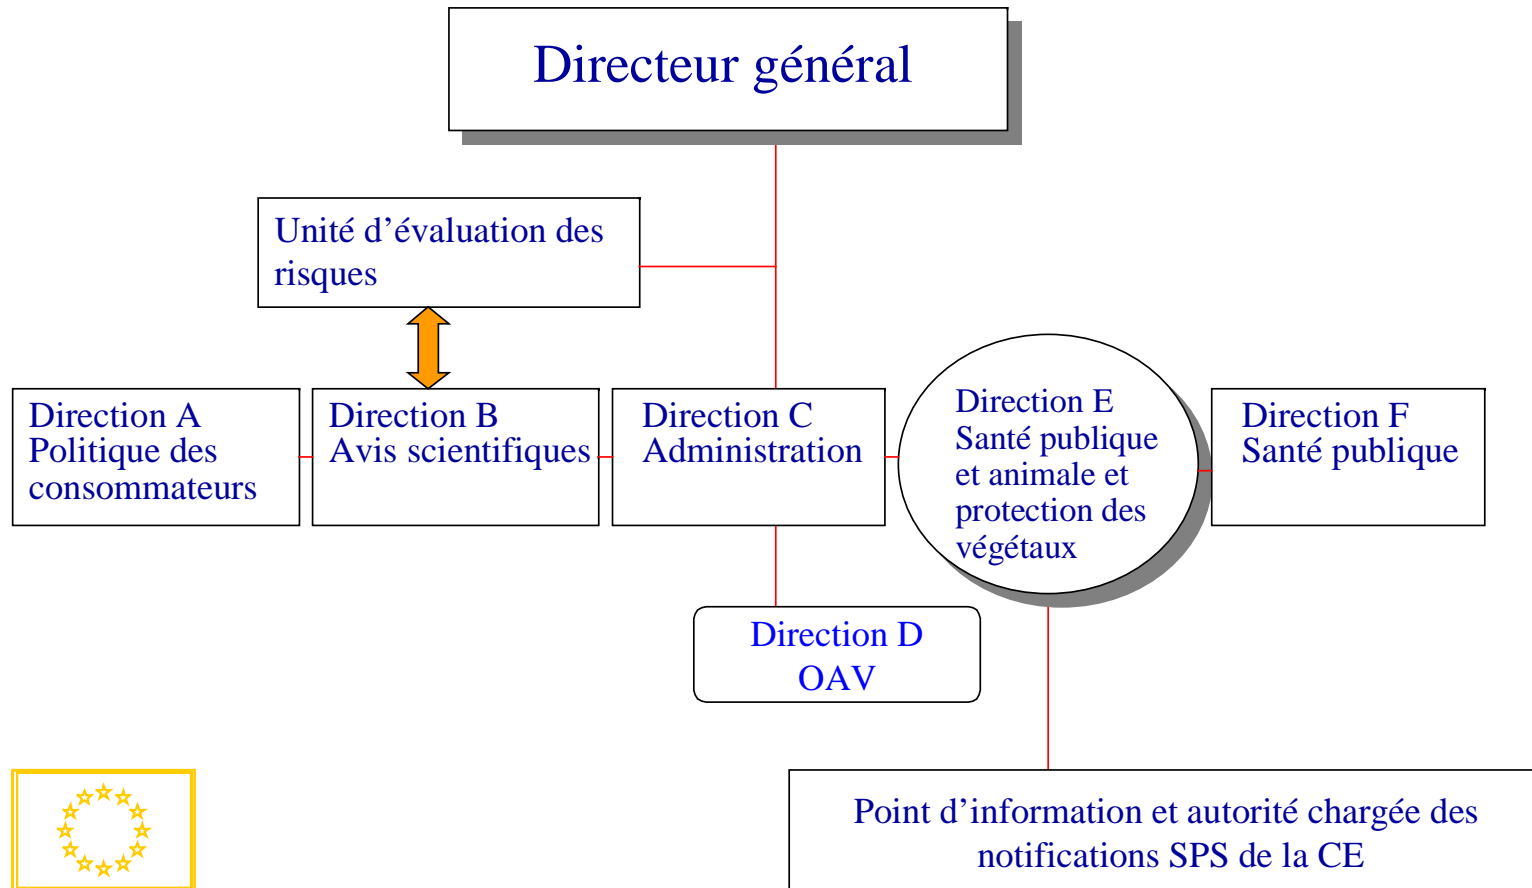 Directeur général
Unité d’évaluation des
risques
Direction A
Politique des
consommateurs
Direction B
Avis scientifiques
Direction C
Administration
Direction E
Santé publique
et animale et
protection des
végétaux
Direction F
Santé publique
Direction D
OAV
Point d’information et autorité chargée des
notifications SPS de la CE